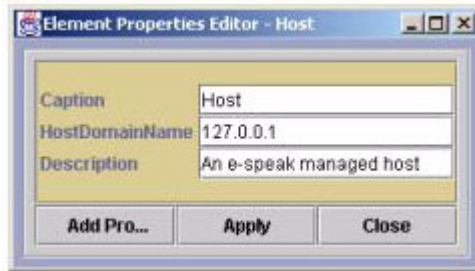 Element Properties Editor - Host
Caption Host
HostDomainName 127.0.0.1
Description An e-speak managed host
Add Pro... Apply Close